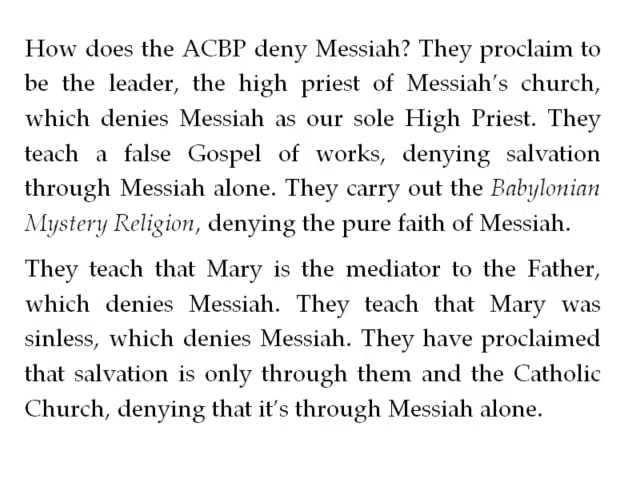 How does the ACBP deny Messiah? They proclaim to
be the leader, the high priest of Messiah’s church,
which denies Messiah as our sole High Priest. They
teach a false Gospel of works, denying salvation
through Messiah alone. They carry out the Babylonian
Mystery Religion, denying the pure faith of Messiah.
They teach that Mary is the mediator to the Father,
which denies Messiah. They teach that Mary was
sinless, which denies Messiah. They have proclaimed
that salvation is only through them and the Catholic
Church, denying that it’s through Messiah alone.